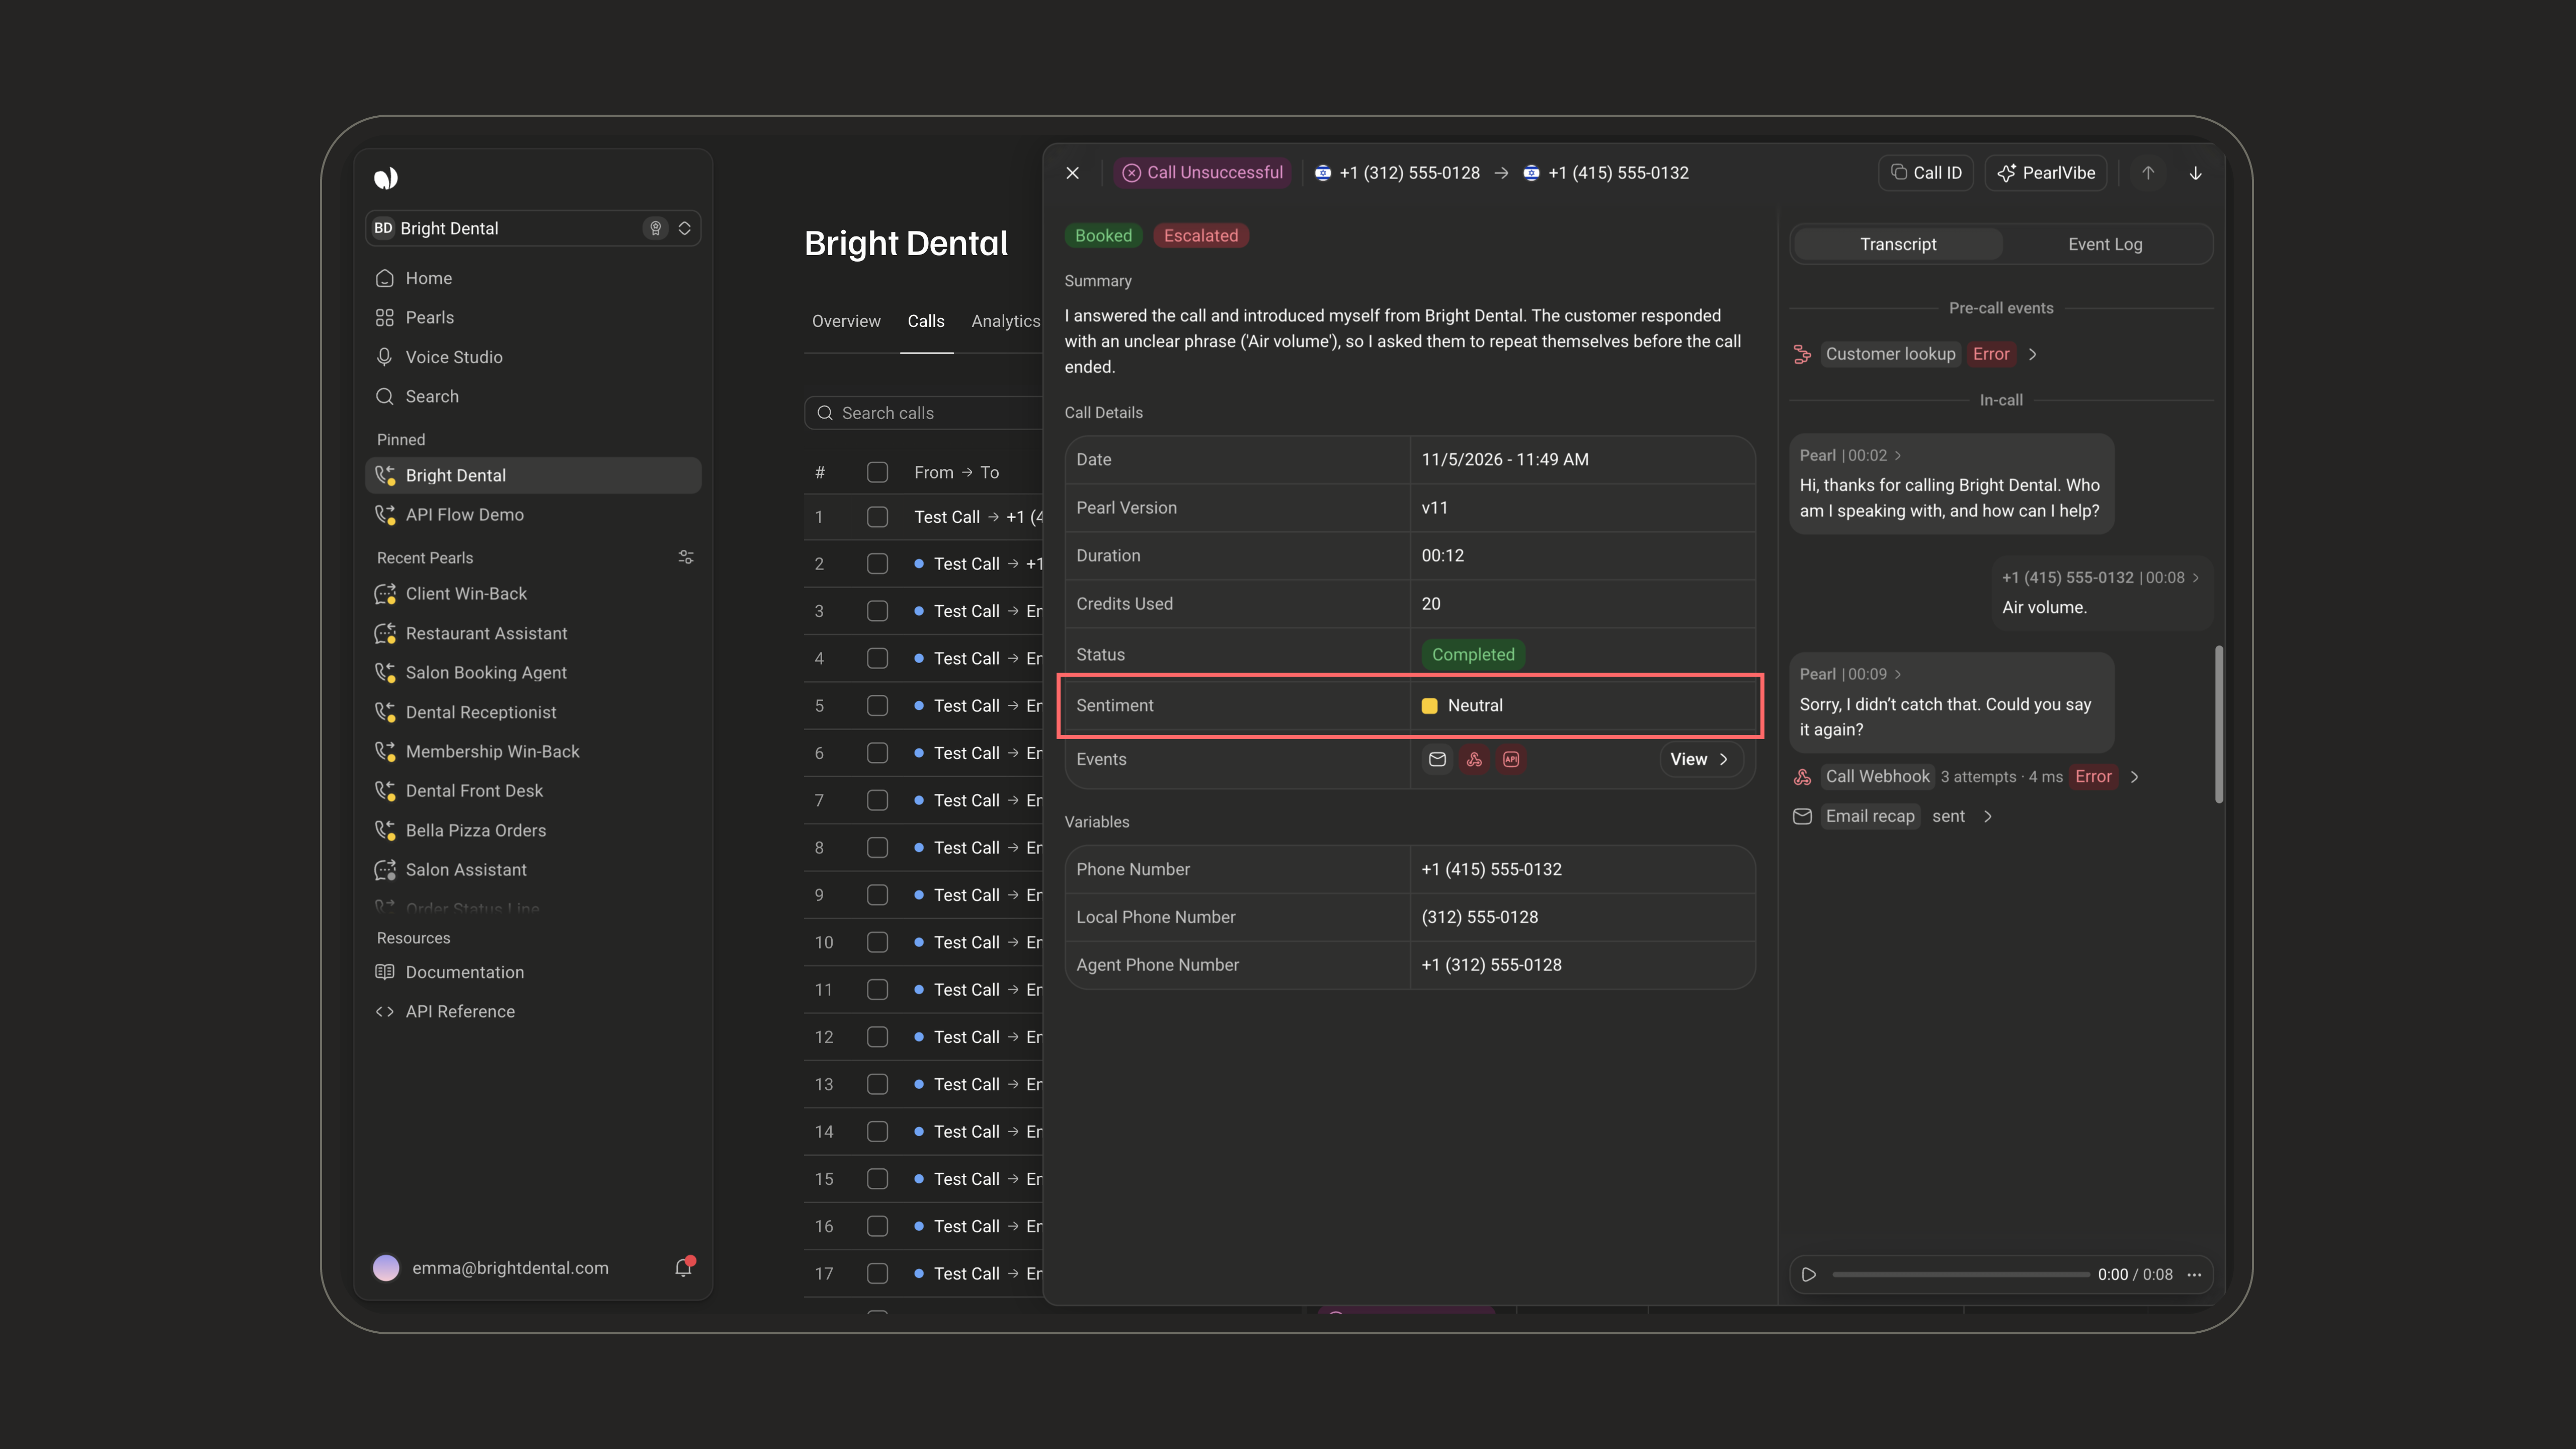 BD Bright Dental
Home
Pearls
Voice Studio
Search
Pinned
Bright Dental
API Flow Demo
Recent Pearls
Client Win-Back
Restaurant Assistant
Salon Booking Agent
Dental Receptionist
Membership Win-Back
Dental Front Desk
Bella Pizza Orders
Salon Assistant
Order Status Line
Resources
Documentation
API Reference
emma@brightdental.com
Bright Dental
Overview Calls Analytics
Search calls
# From → To
1 Test Call → +1 (4
2 Test Call → +1
3 Test Call → Er
4 Test Call → Er
5 Test Call → Er
6 Test Call → Er
7 Test Call → Er
8 Test Call → Er
9 Test Call → Er
10 Test Call → Er
11 Test Call → Er
12 Test Call → Er
13 Test Call → Er
14 Test Call → Er
15 Test Call → Er
16 Test Call → Er
17 Test Call → Er
Call Unsuccessful +1 (312) 555-0128 → +1 (415) 555-0132
Call ID PearlVibe
Booked Escalated
Summary
I answered the call and introduced myself from Bright Dental. The customer responded
with an unclear phrase ('Air volume'), so I asked them to repeat themselves before the call
ended.
Call Details
Date 11/5/2026 - 11:49 AM
Pearl Version v11
Duration 00:12
Credits Used 20
Status Completed
Sentiment Neutral
Events API View
Variables
Phone Number +1 (415) 555-0132
Local Phone Number (312) 555-0128
Agent Phone Number +1 (312) 555-0128
Transcript Event Log
Pre-call events
Customer lookup Error
In-call
Pearl | 00:02
Hi, thanks for calling Bright Dental. Who
am I speaking with, and how can I help?
+1 (415) 555-0132 | 00:08
Air volume.
Pearl | 00:09
Sorry, I didn’t catch that. Could you say
it again?
Call Webhook 3 attempts · 4 ms Error
Email recap sent
0:00 / 0:08